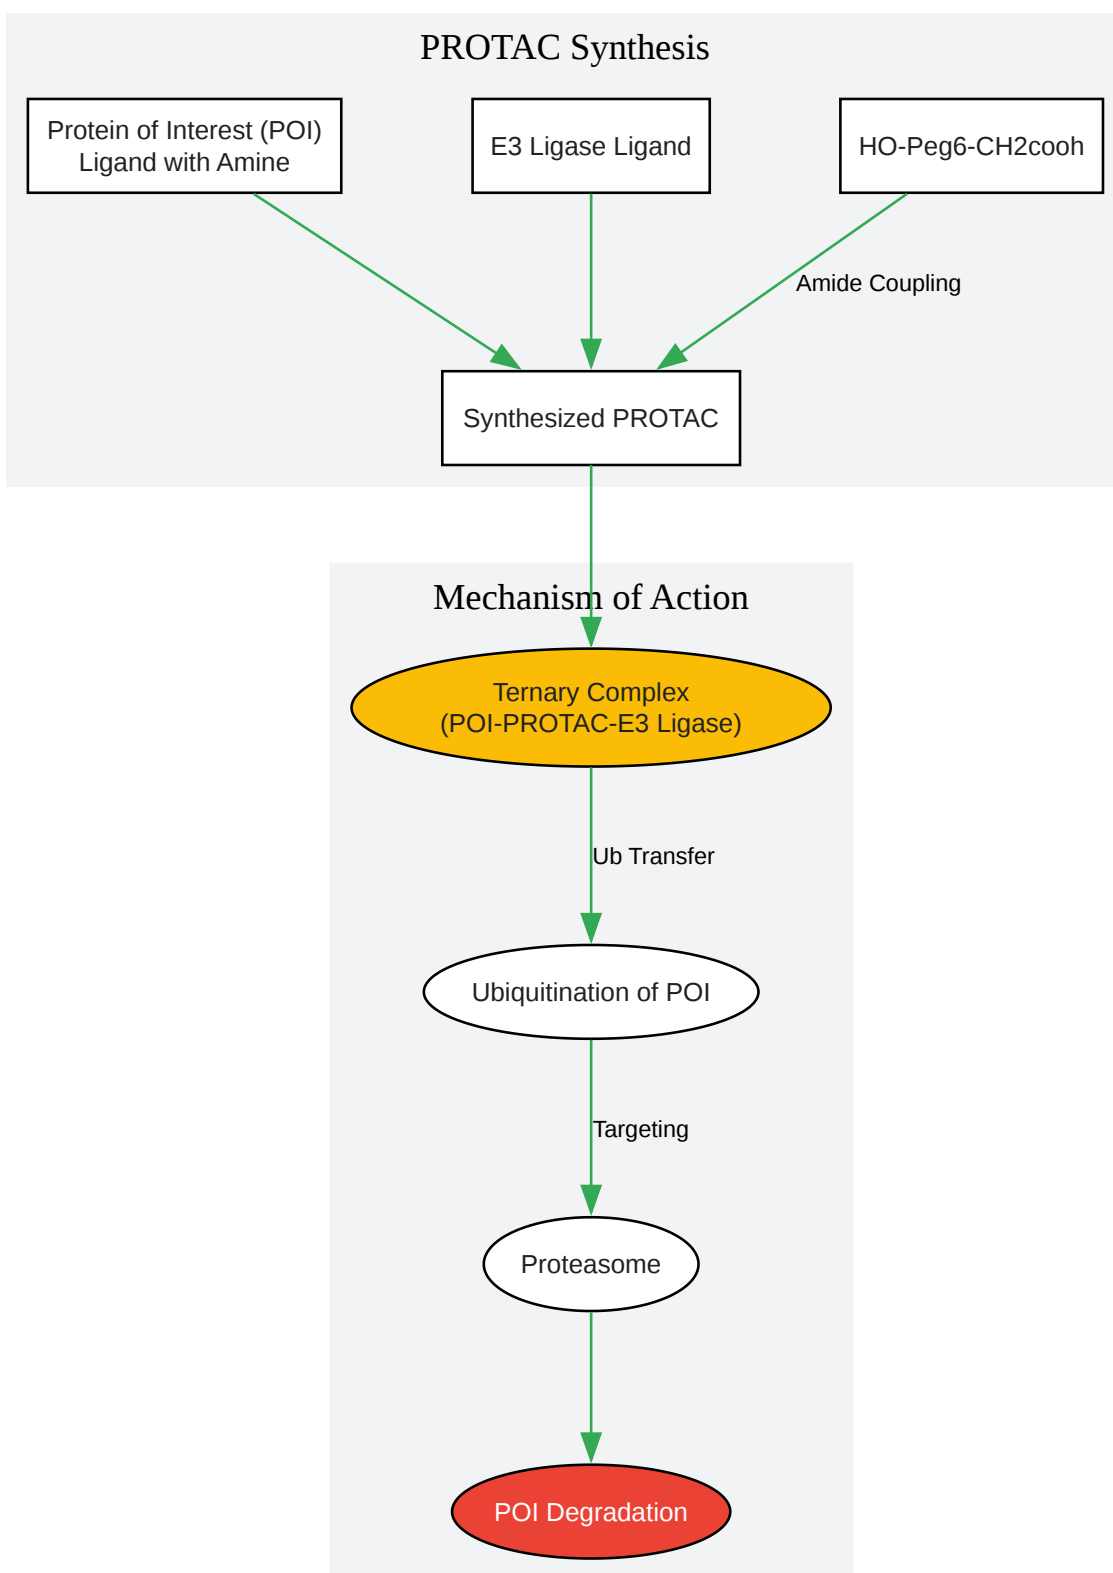 PROTAC Synthesis
Protein of Interest (POI)
Ligand with Amine
E3 Ligase Ligand
HO-Peg6-CH2cooh
Amide Coupling
Synthesized PROTAC
Mechanism of Action
Ternary Complex
(POI-PROTAC-E3 Ligase)
Ub Transfer
Ubiquitination of POI
Targeting
Proteasome
POI Degradation